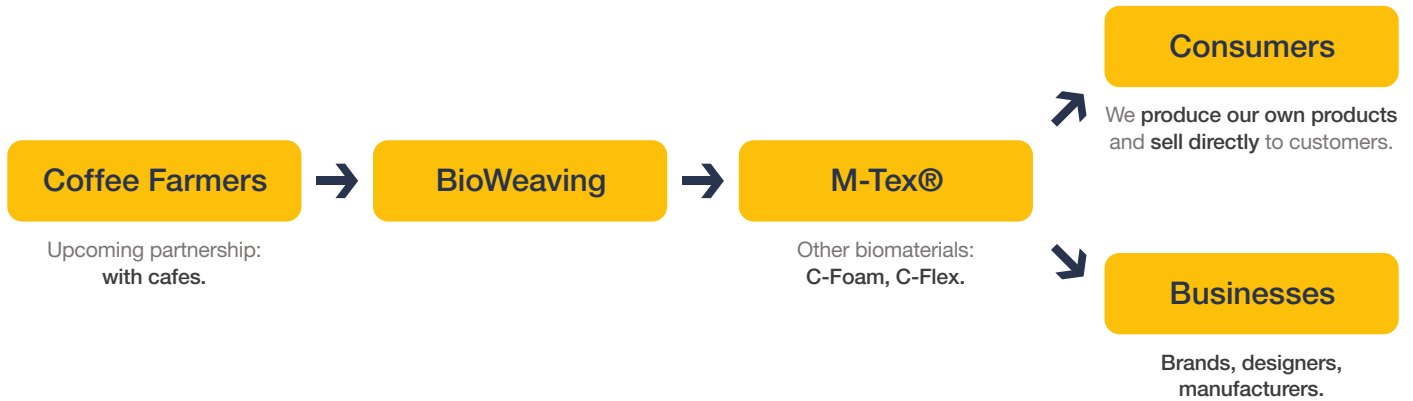 Coffee Farmers
Upcoming partnership:
with cafes.
BioWeaving
M-Tex®
Other biomaterials:
C-Foam, C-Flex.
Consumers
We produce our own products
and sell directly to customers.
Businesses
Brands, designers,
manufacturers.